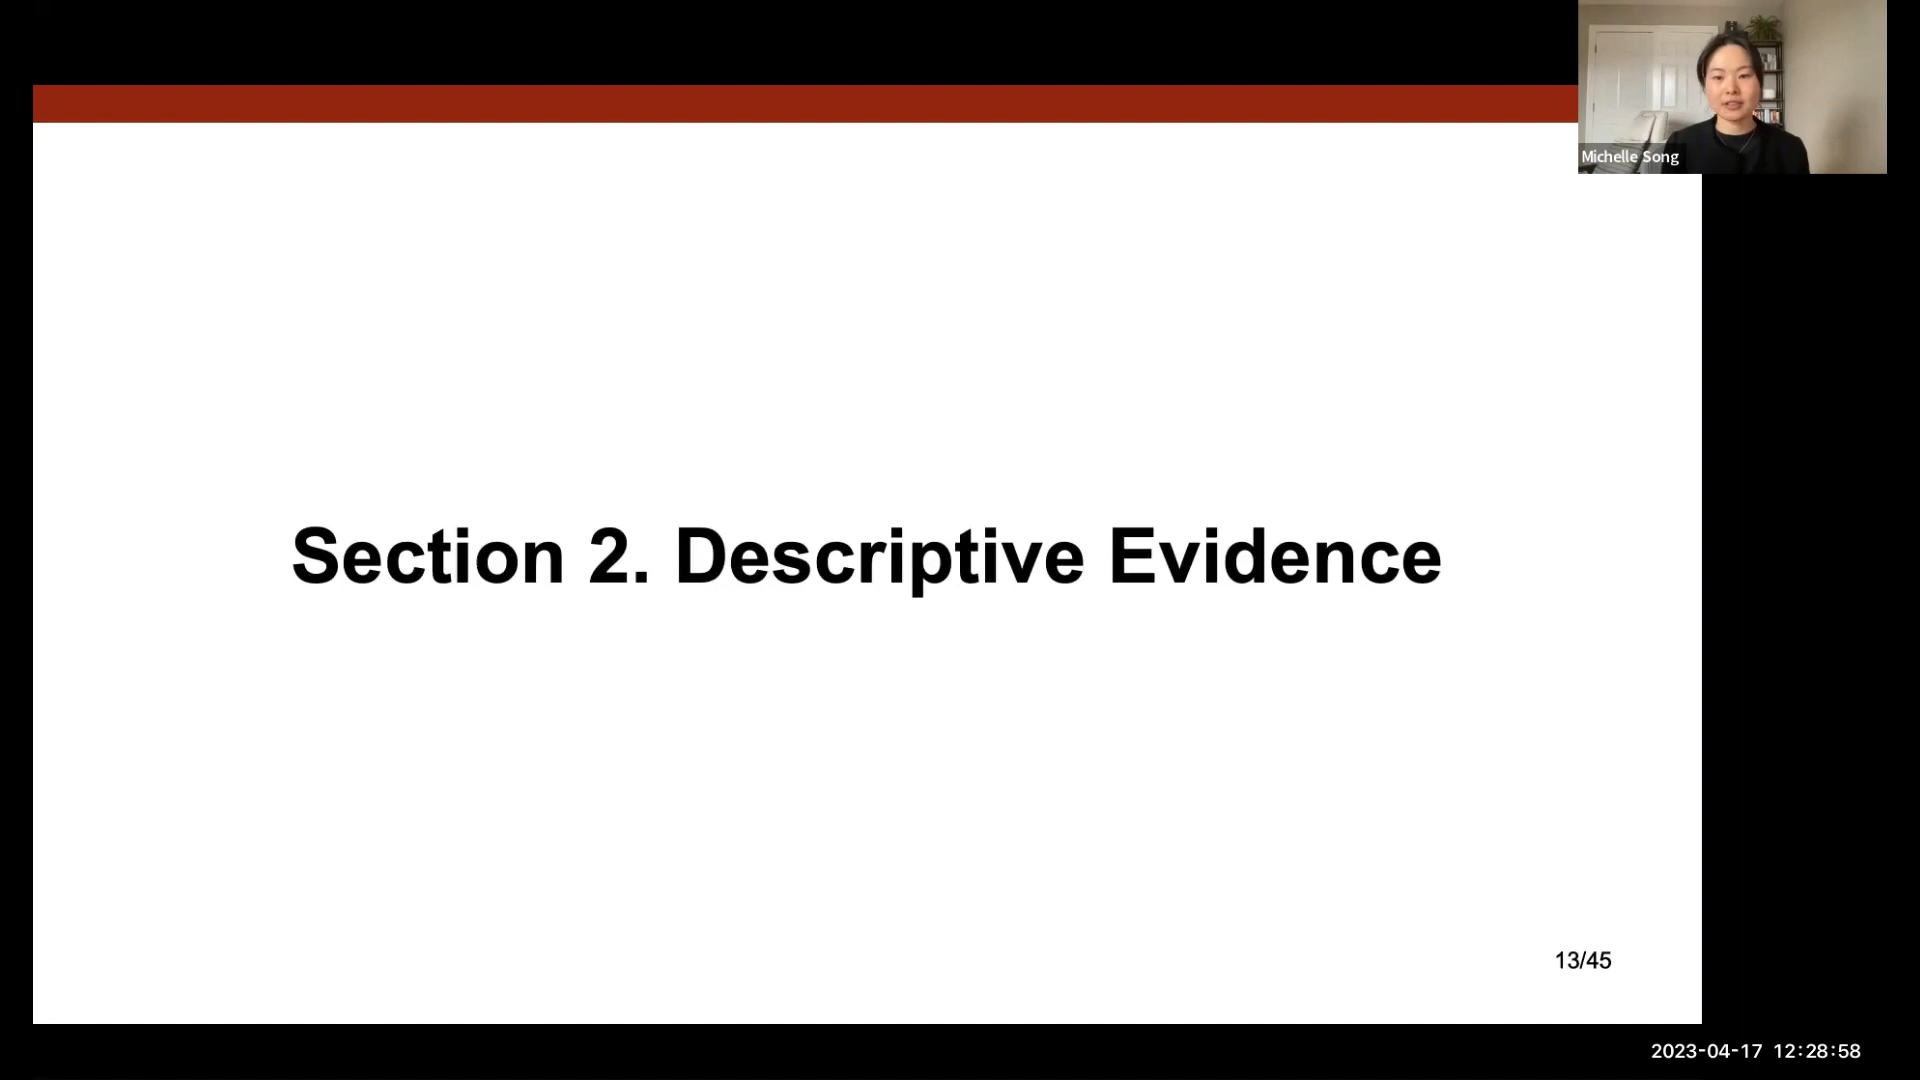 Michelle Song
Section 2. Descriptive Evidence
13/45
2023-04-17 12:28:58